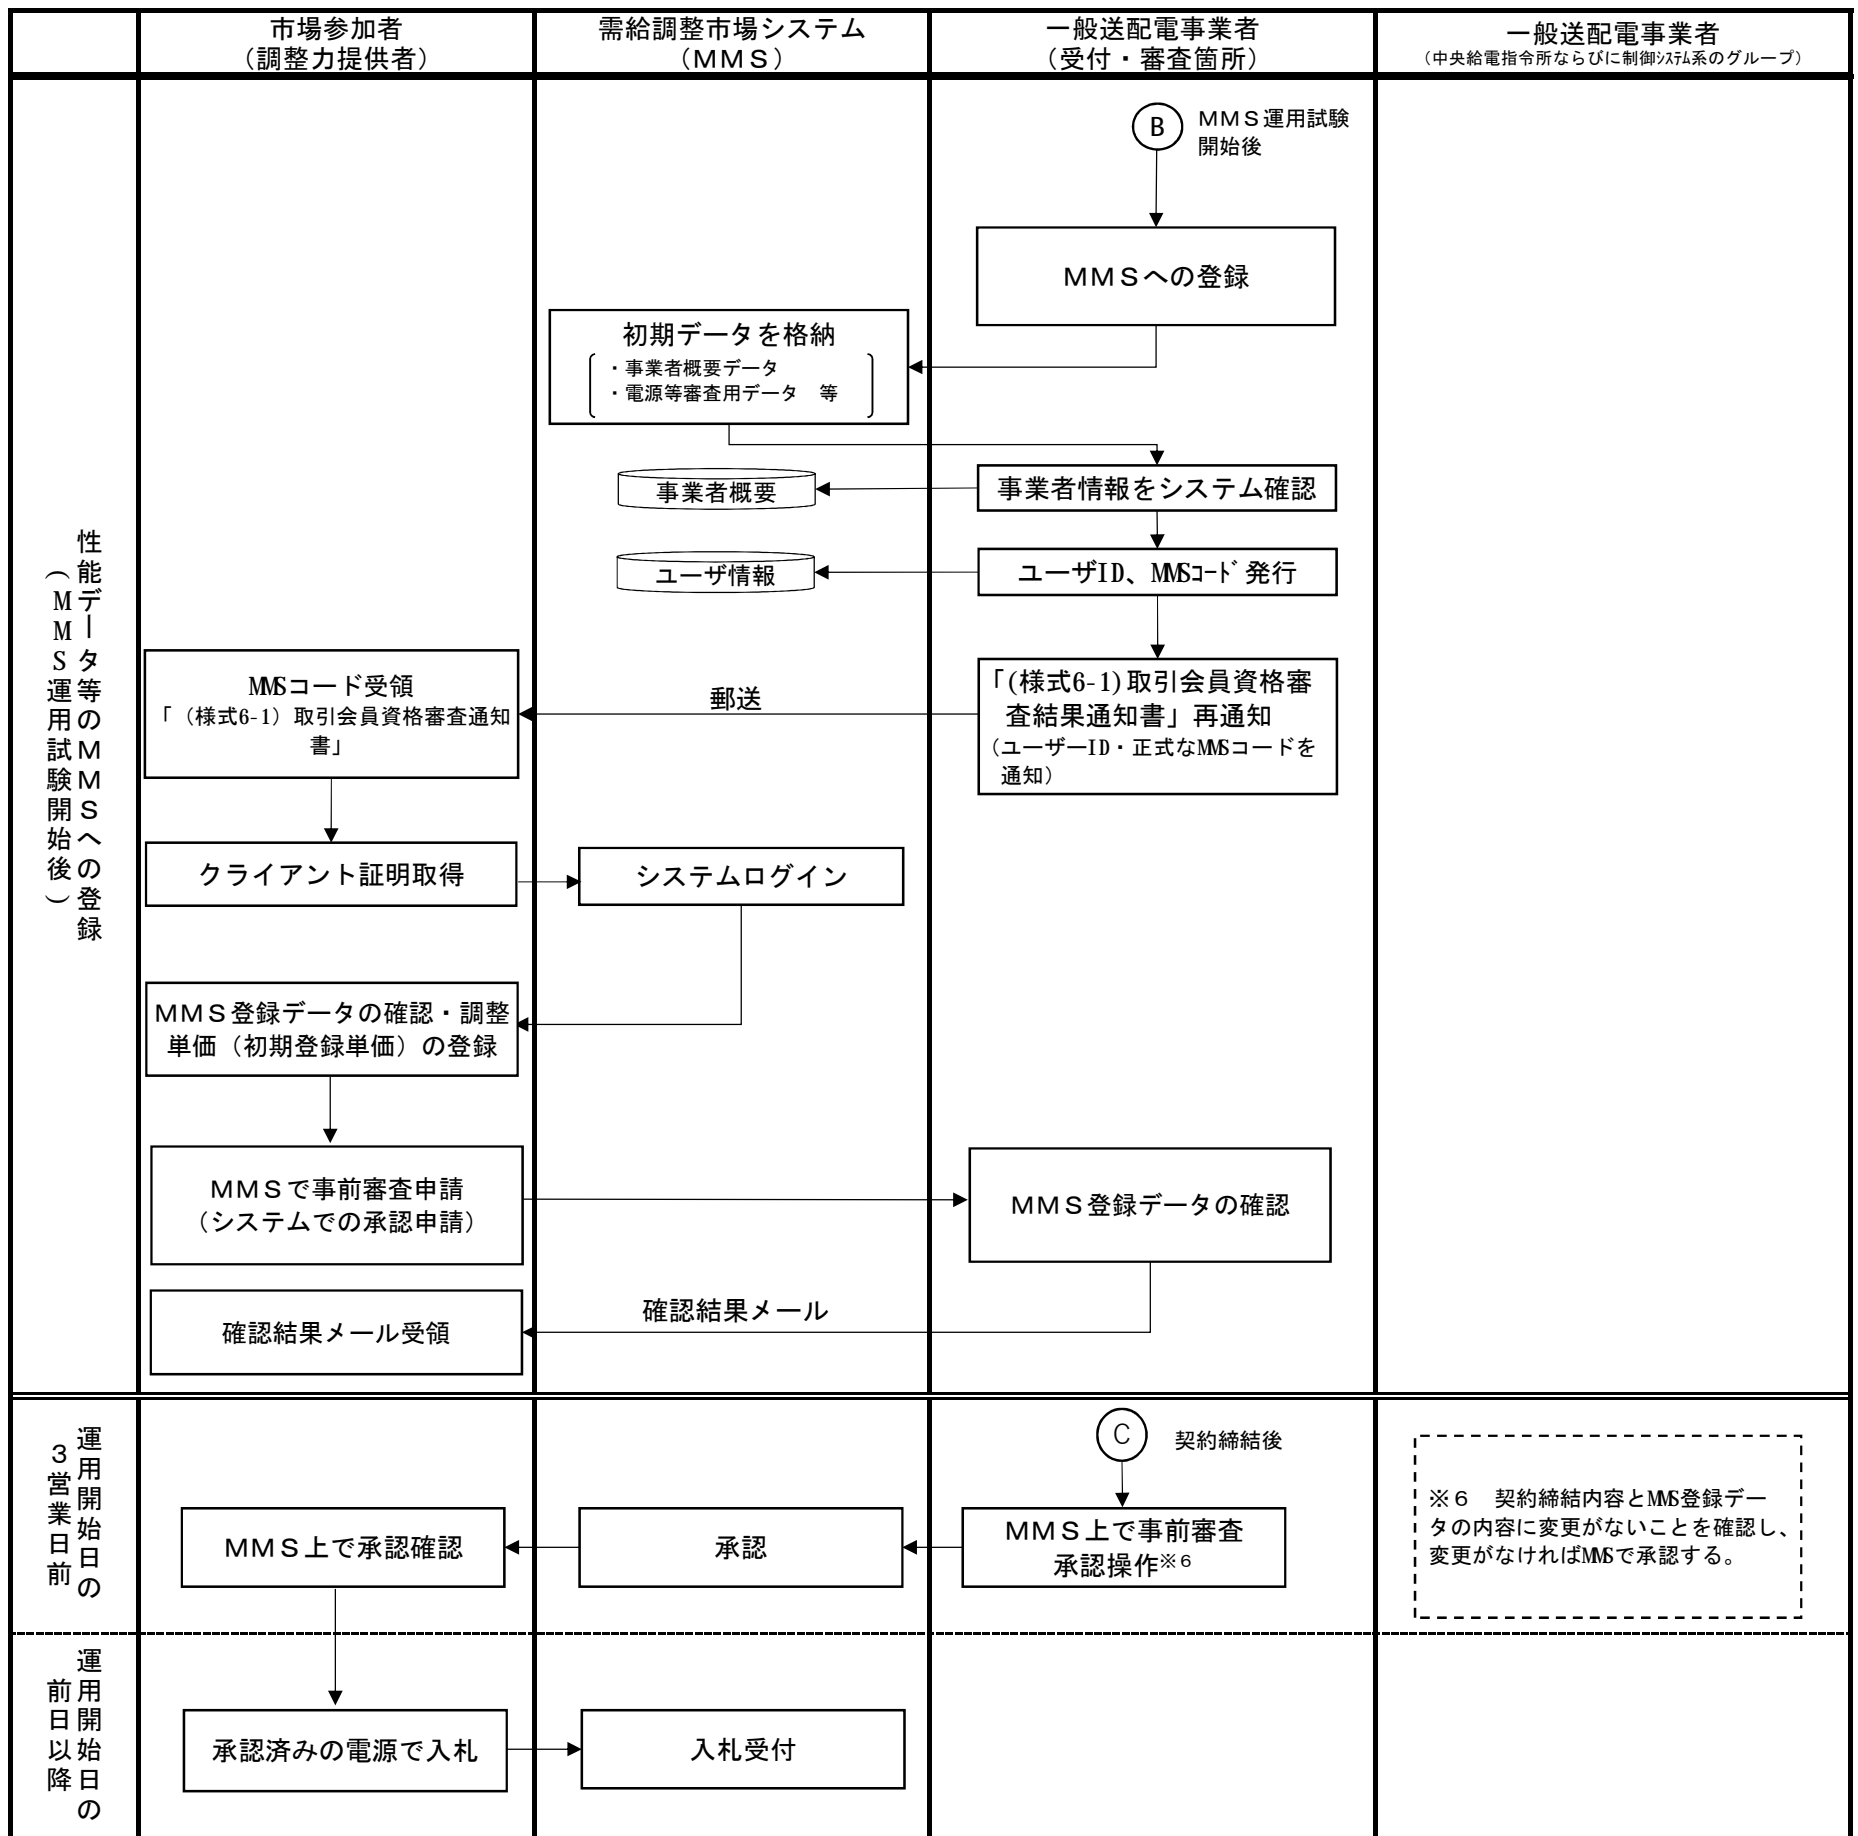 市場参加者
（調整力提供者）
需給調整市場システム
（ＭＭＳ）
一般送配電事業者
（受付・審査箇所）
一般送配電事業者
（中央給電指令所ならびに制御ｼｽﾃﾑ系のグループ）
性能データ等のＭＭＳへの登録
（ＭＭＳ運用試験開始後）
B
ＭＭＳ運用試験
開始後
ＭＭＳへの登録
初期データを格納
・事業者概要データ
・電源等審査用データ　等
事業者情報をシステム確認
事業者概要
ユーザID、MMSｺｰﾄﾞ発行
ユーザ情報
「(様式6-1)取引会員資格審
査結果通知書」再通知
（ユーザーID・正式なMMSコードを
通知）
郵送
MMSコード受領
「（様式6-1）取引会員資格審査通知
書」
クライアント証明取得
システムログイン
ＭＭＳ登録データの確認・調整
単価（初期登録単価）の登録
ＭＭＳで事前審査申請
（システムでの承認申請）
ＭＭＳ登録データの確認
確認結果メール
確認結果メール受領
運用開始日の
３営業日前
C
契約締結後
ＭＭＳ上で事前審査
承認操作※６
承認
ＭＭＳ上で承認確認
※６　契約締結内容とMMS登録デー
タの内容に変更がないことを確認し、
変更がなければMMSで承認する。
運用開始日の
前日以降
承認済みの電源で入札
入札受付